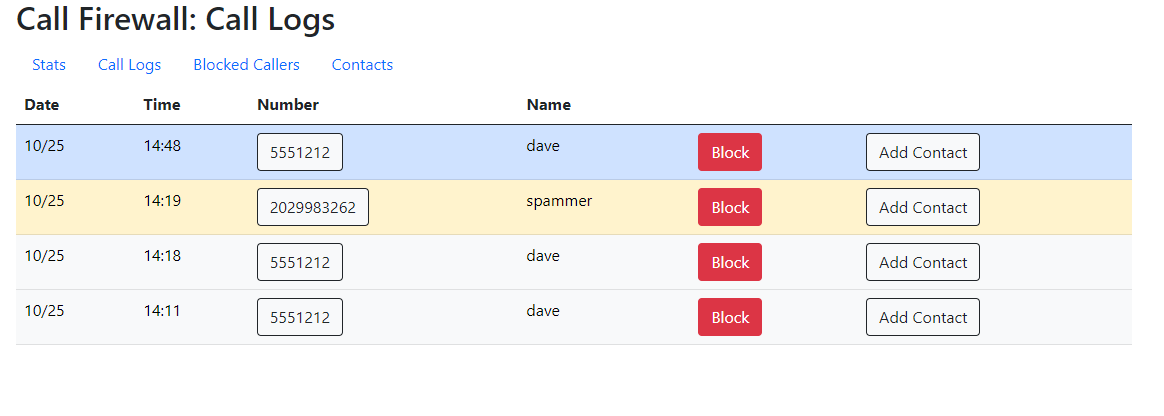 Call Firewall: Call Logs
Stats Call Logs Blocked Callers Contacts
Date Time Number Name
10/25 14:48 5551212 dave Block Add Contact
10/25 14:19 2029983262 spammer Block Add Contact
10/25 14:18 5551212 dave Block Add Contact
10/25 14:11 5551212 dave Block Add Contact